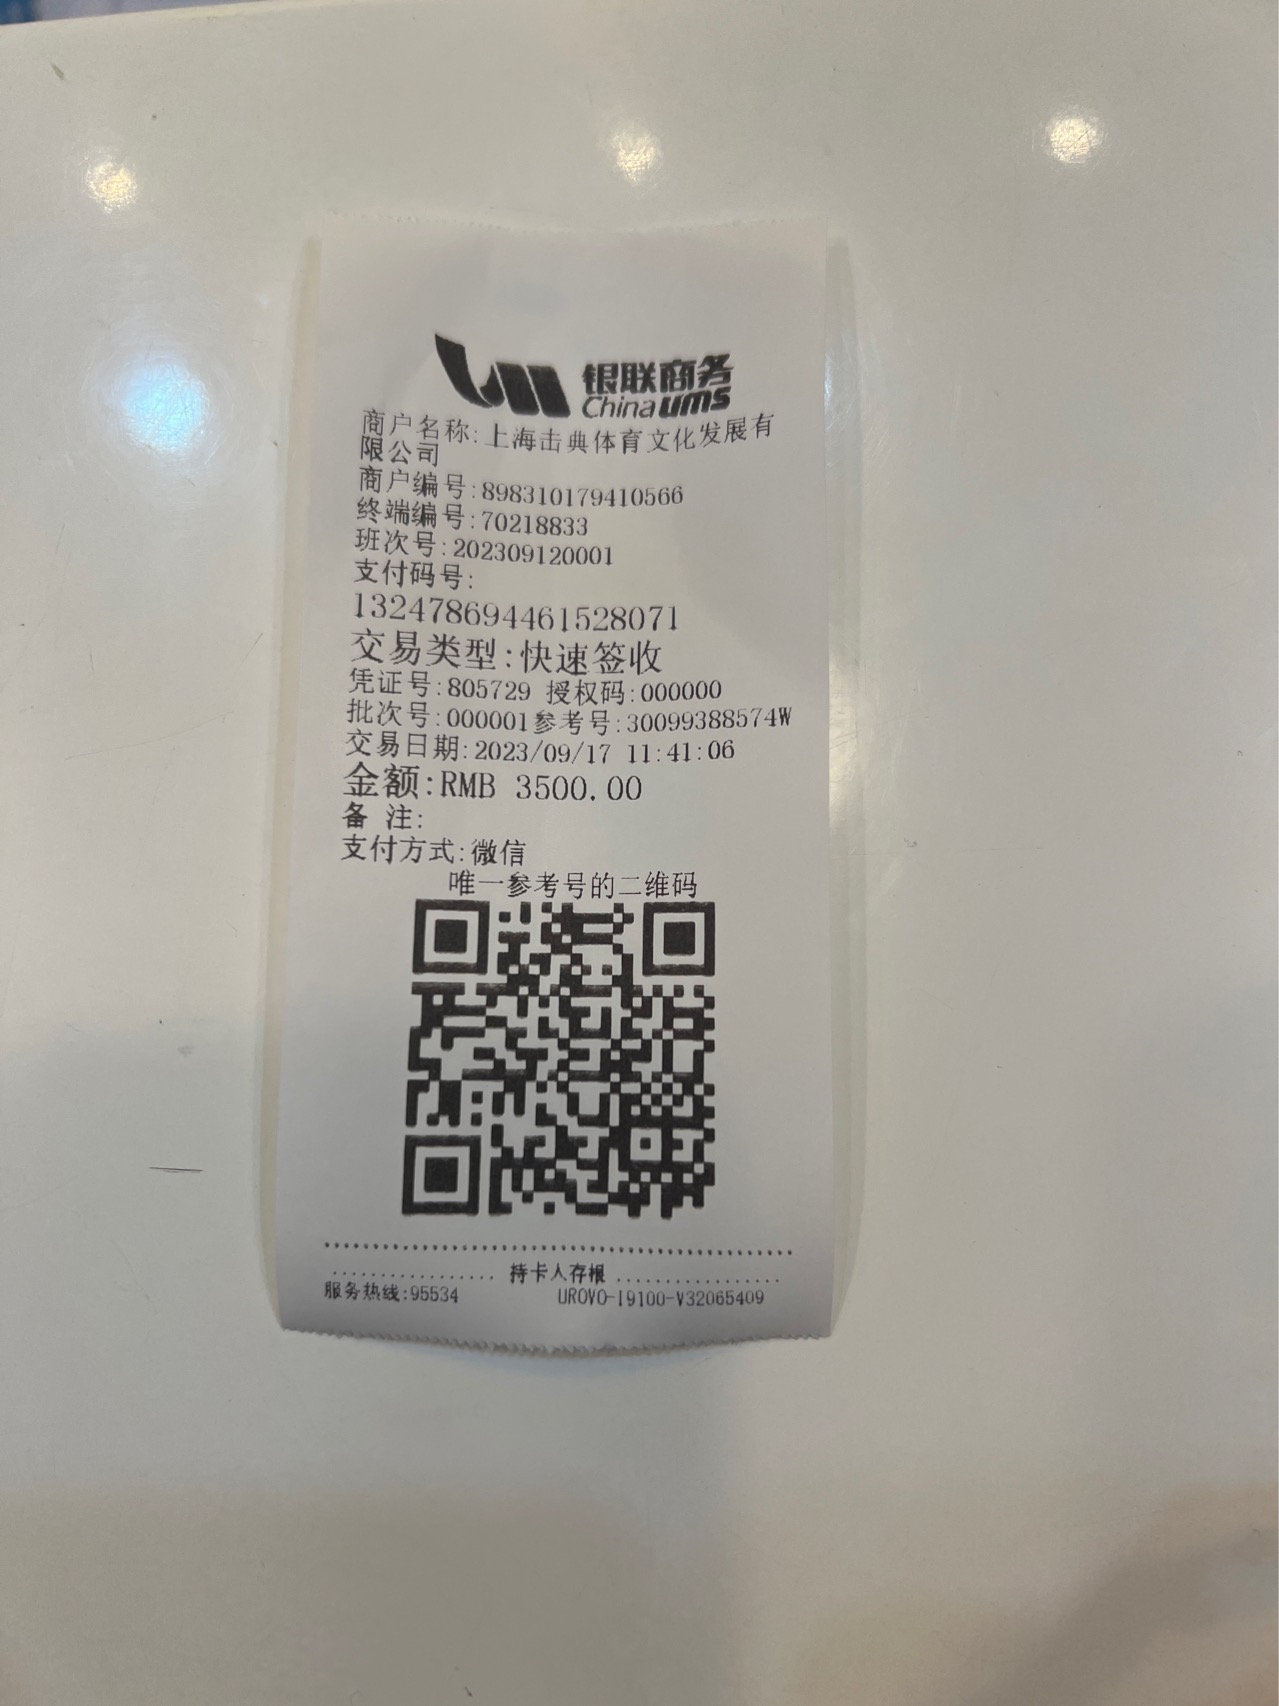 银联商务
China ums
商户名称:上海击典体育文化发展有
限公司
商户编号:898310179410566
终端编号:70218833
班次号:202309120001
支付码号:
132478694461528071
交易类型:快速签收
凭证号:805729 授权码:000000
批次号:000001参考号:30099388574W
交易日期:2023/09/17 11:41:06
金额:RMB 3500.00
备 注:
支付方式:微信
唯一参考号的二维码
持卡人存根
服务热线:95534 UROVO-I9100-V32065409